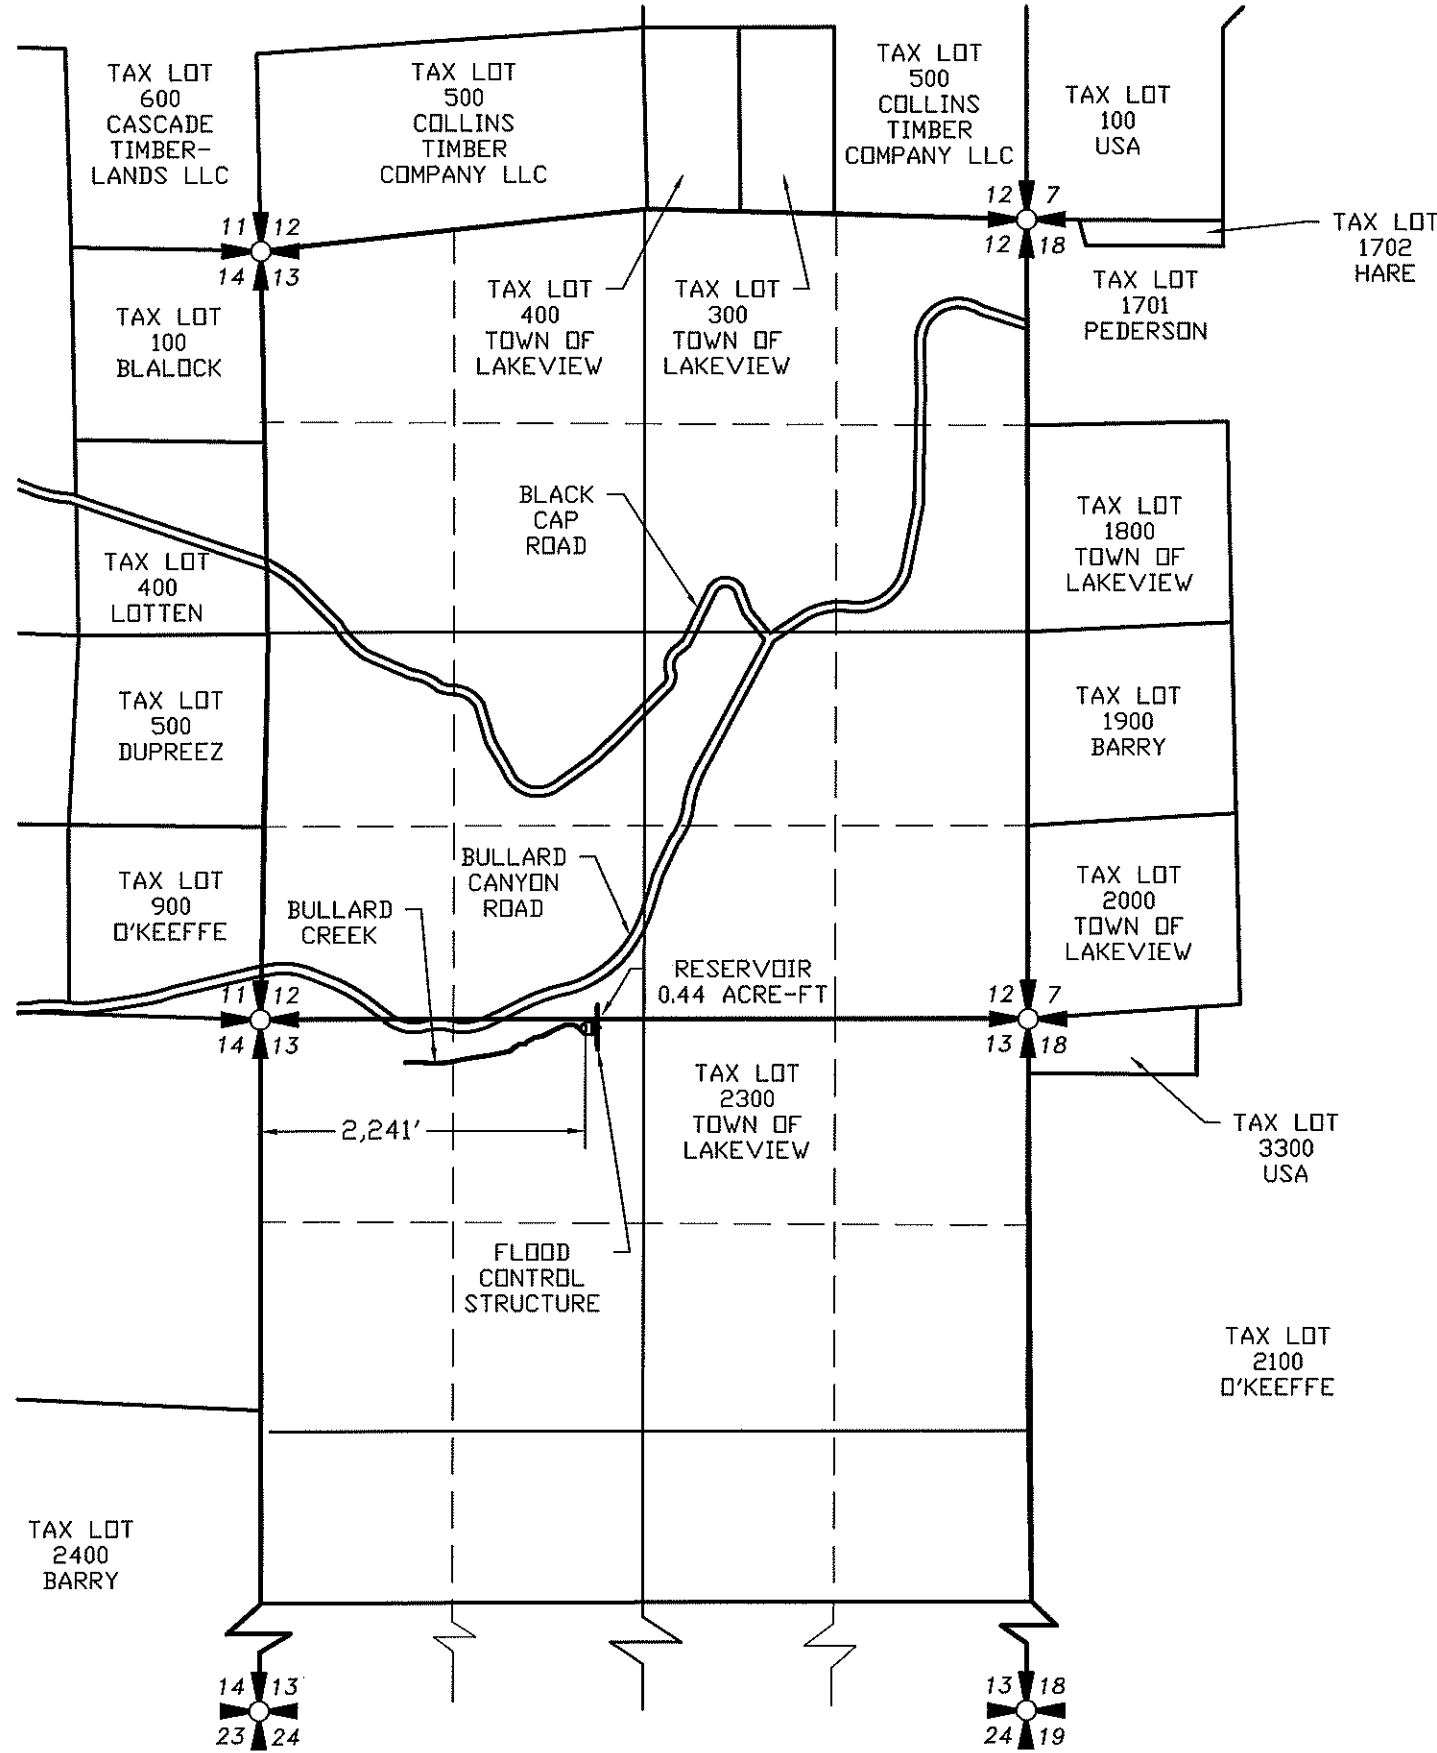 TAX LOT
600
CASCADE
TIMBER-
LANDS LLC
TAX LOT
500
COLLINS
TIMBER
COMPANY LLC
TAX LOT
500
COLLINS
TIMBER
COMPANY LLC
TAX LOT
100
USA
11 12
14 13
12 7
12 18
TAX LOT
1702
HARE
TAX LOT
100
BLALOCK
TAX LOT
400
TOWN OF
LAKEVIEW
TAX LOT
300
TOWN OF
LAKEVIEW
TAX LOT
1701
PEDERSON
BLACK
CAP
ROAD
TAX LOT
400
LOTTEN
TAX LOT
1800
TOWN OF
LAKEVIEW
TAX LOT
500
DUPREEZ
TAX LOT
1900
BARRY
TAX LOT
900
O'KEEFFE
BULLARD
CREEK
BULLARD
CANYON
ROAD
TAX LOT
2000
TOWN OF
LAKEVIEW
RESERVOIR
0.44 ACRE-FT
11 12
14 13
12 7
13 18
TAX LOT
2300
TOWN OF
LAKEVIEW
2,241'
TAX LOT
3300
USA
FLOOD
CONTROL
STRUCTURE
TAX LOT
2100
O'KEEFFE
TAX LOT
2400
BARRY
14 13
23 24
13 18
24 19